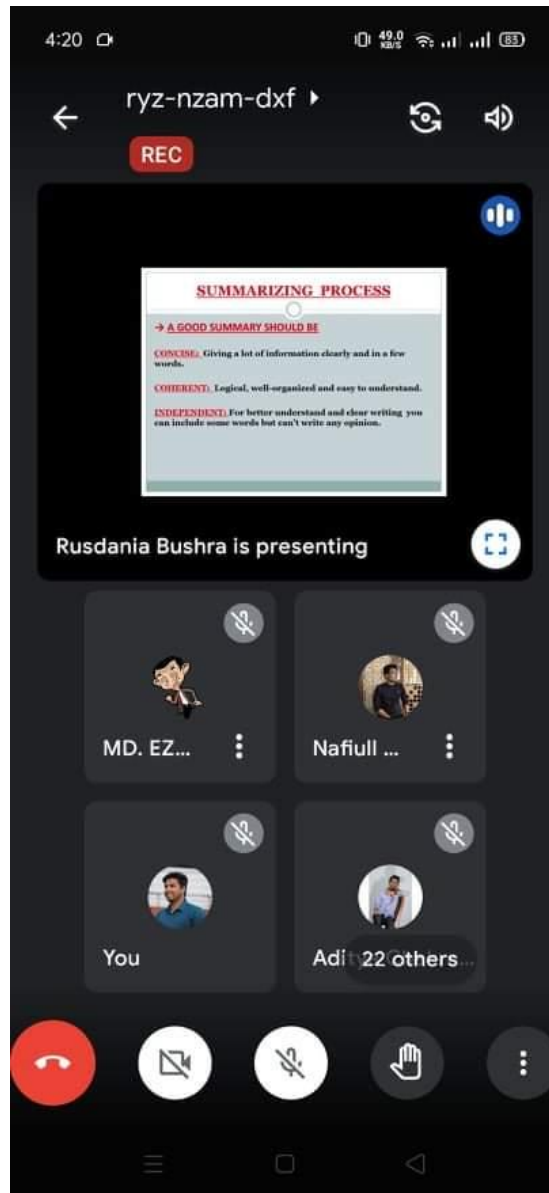 4:20 49.0 KB/S 83
ryz-nzam-dxf
REC
SUMMARIZING PROCESS
→ A GOOD SUMMARY SHOULD BE
CONCISE: Giving a lot of information clearly and in a few
words.
COHERENT: Logical, well-organized and easy to understand.
INDEPENDENT: For better understand and clear writing you
can include some words but can't write any opinion.
Rusdania Bushra is presenting
MD. EZ... Nafiull ...
You Adit 22 others